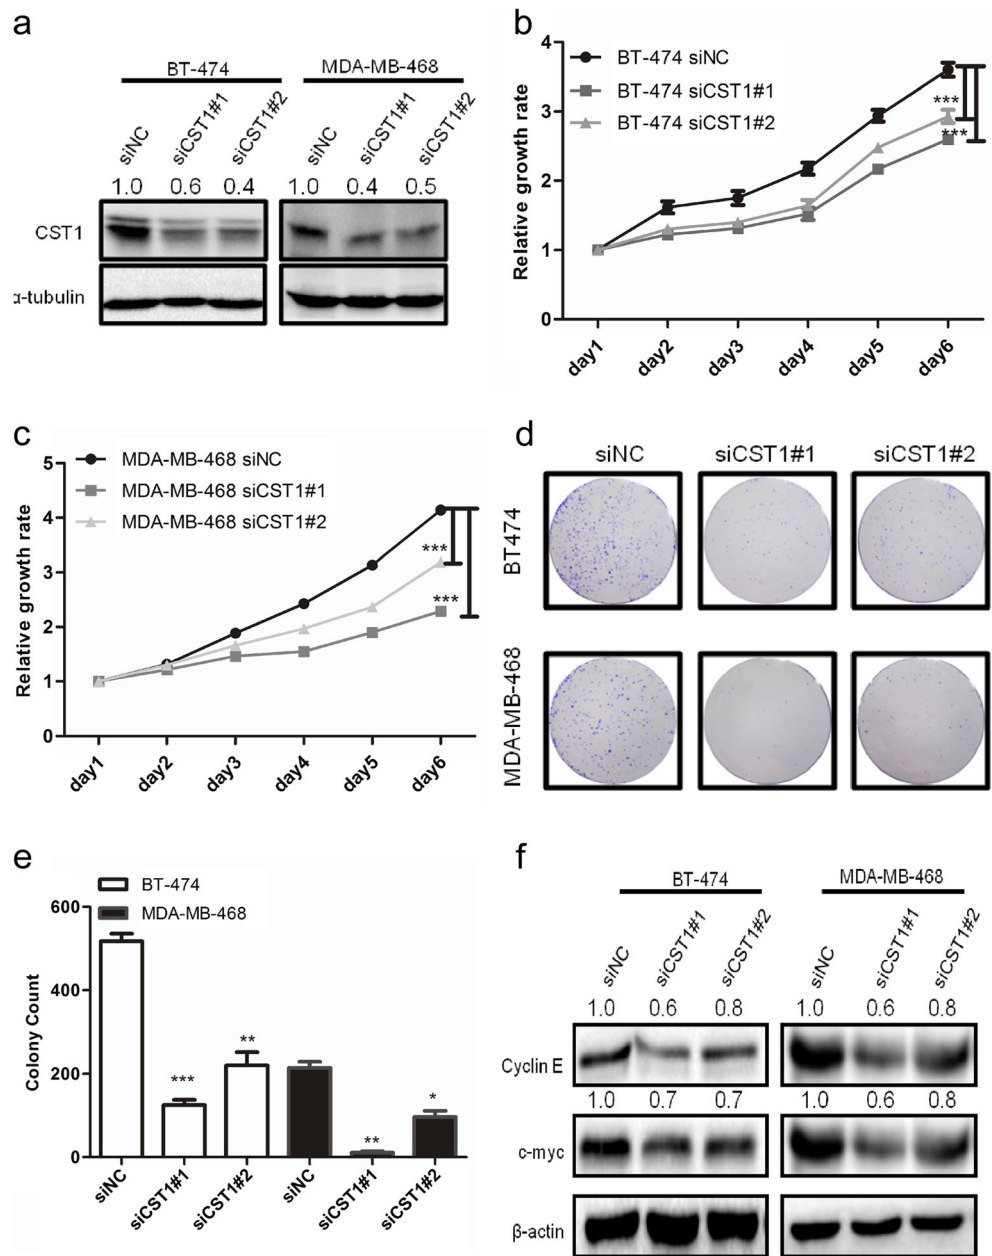 a
BT-474 MDA-MB-468
siNC siCST1#1 siCST1#2 siNC siCST1#1 siCST1#2
1.0 0.6 0.4 1.0 0.4 0.5
CST1
α-tubulin
b
4
3
2
1
0
Relative growth rate
BT-474 siNC
BT-474 siCST1#1
BT-474 siCST1#2
***
***
day1 day2 day3 day4 day5 day6
c
5
4
3
2
1
0
Relative growth rate
MDA-MB-468 siNC
MDA-MB-468 siCST1#1
MDA-MB-468 siCST1#2
***
***
day1 day2 day3 day4 day5 day6
d
siNC siCST1#1 siCST1#2
BT474
MDA-MB-468
e
BT-474
MDA-MB-468
600
400
200
0
Colony Count
***
**
**
*
siNC siCST1#1 siCST1#2 siNC siCST1#1 siCST1#2
f
BT-474 MDA-MB-468
siNC siCST1#1 siCST1#2 siNC siCST1#1 siCST1#2
1.0 0.6 0.8 1.0 0.6 0.8
Cyclin E
1.0 0.7 0.7 1.0 0.6 0.8
c-myc
β-actin